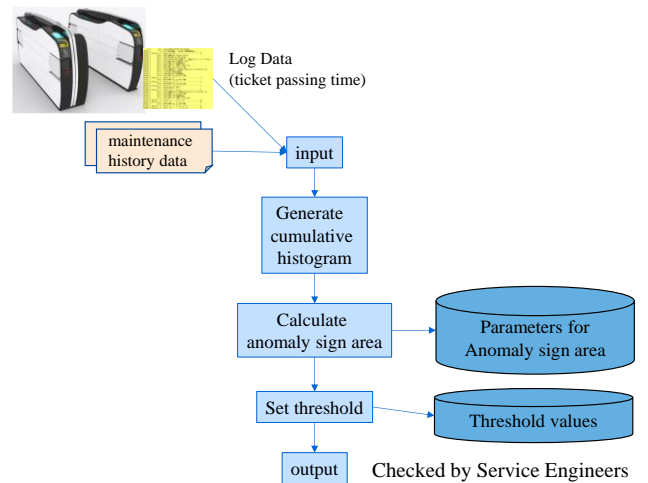 Log Data
(ticket passing time)
maintenance
history data
input
Generate
cumulative
histogram
Calculate
anomaly sign area
Parameters for
Anomaly sign area
Set threshold
Threshold values
output
Checked by Service Engineers